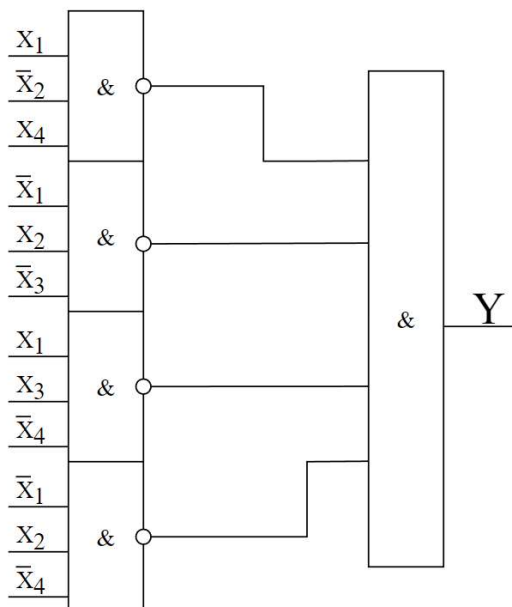 X₁
X̅₂
&
X₄
X̅₁
X₂
&
X̅₃
X₁
&
Y
X₃
&
X̅₄
X̅₁
X₂
&
X̅₄